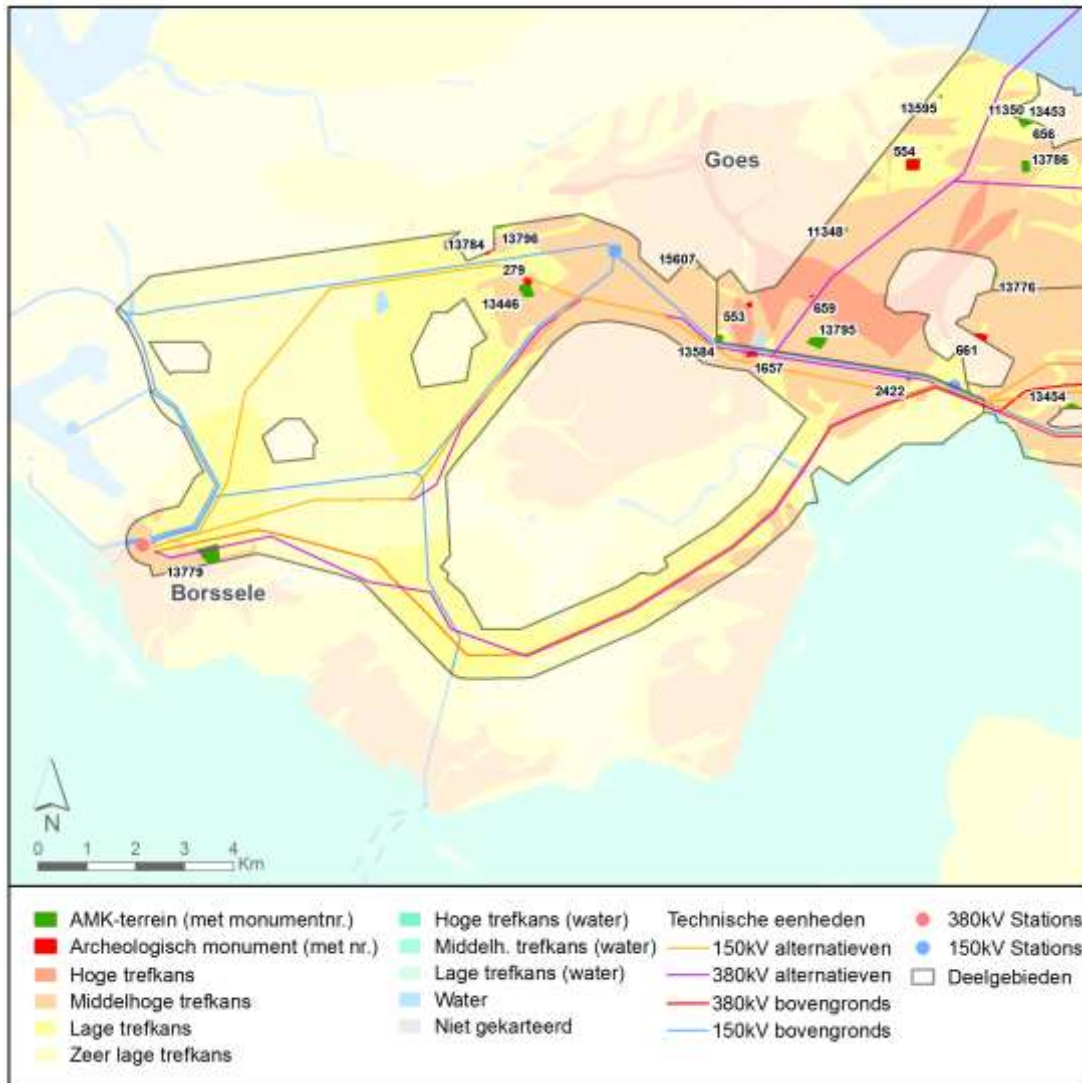 13595
11350 13453
656
554
Goes
13786
11348
13784
13796
15607
279
13776
13446
659
553
13795
13584
1657
661
2422
13454
13779
Borssele
N
0 1 2 3 4
Km
AMK-terrein (met monumentnr.)
Archeologisch monument (met nr.)
Hoge trefkans
Middelhoge trefkans
Lage trefkans
Zeer lage trefkans
Hoge trefkans (water)
Middelh. trefkans (water)
Lage trefkans (water)
Water
Niet gekarteerd
Technische eenheden
150kV alternatieven
380kV alternatieven
380kV bovengronds
150kV bovengronds
380kV Stations
150kV Stations
Deelgebieden